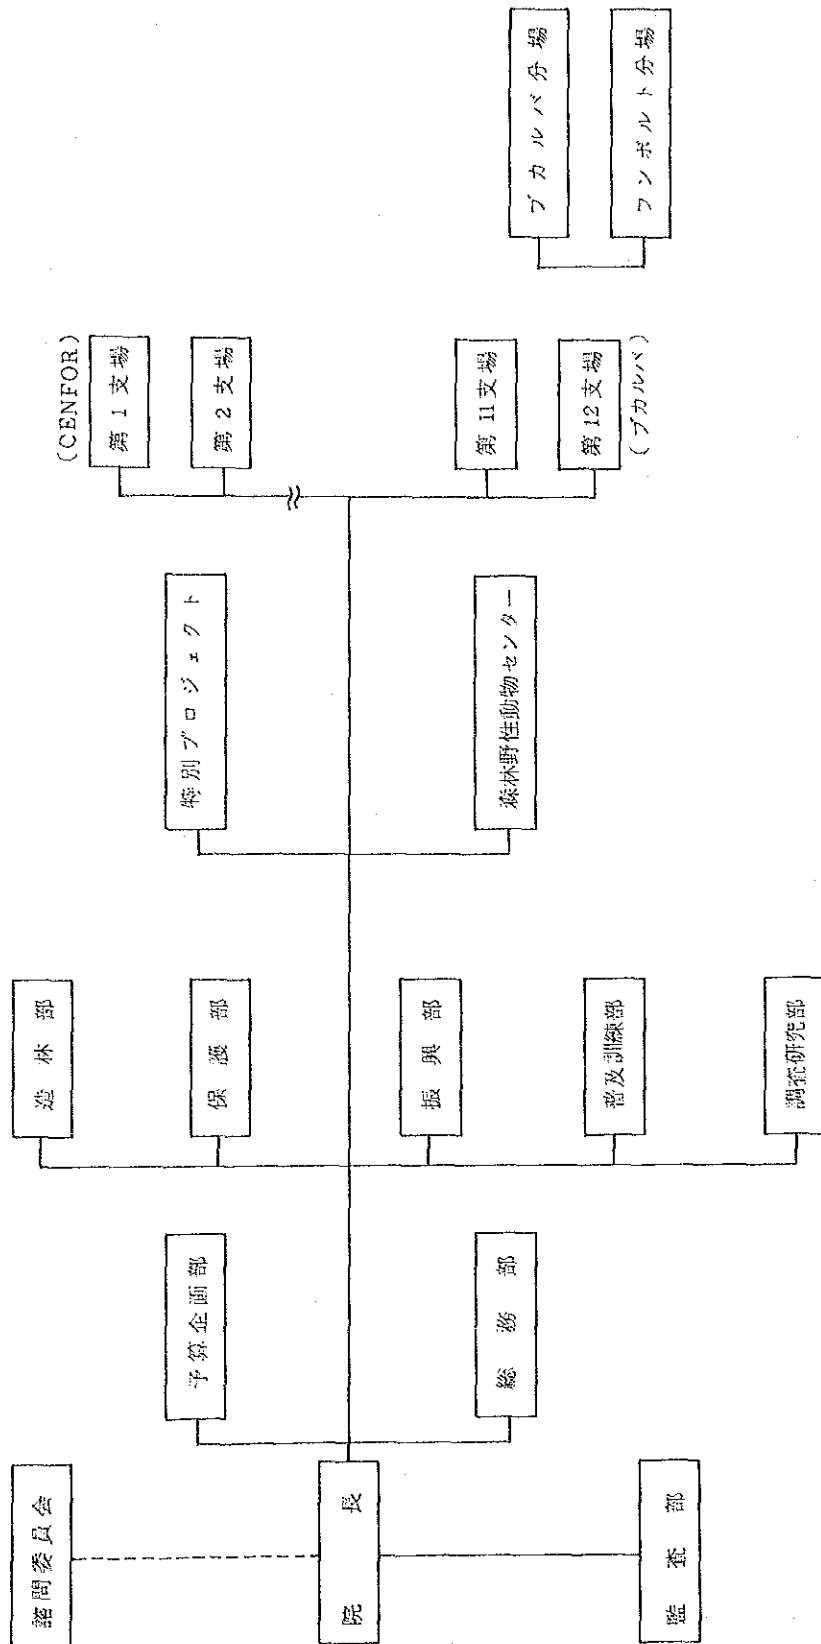 諮問委員会
院長
監査部
予算企画部
総務部
造林部
保護部
振興部
普及訓練部
調査研究部
特別プロジェクト
森林野性動物センター
(CENFOR)
第1支場
第2支場
第11支場
第12支場
(プカルパ)
プカルパ分場
フンボルト分場